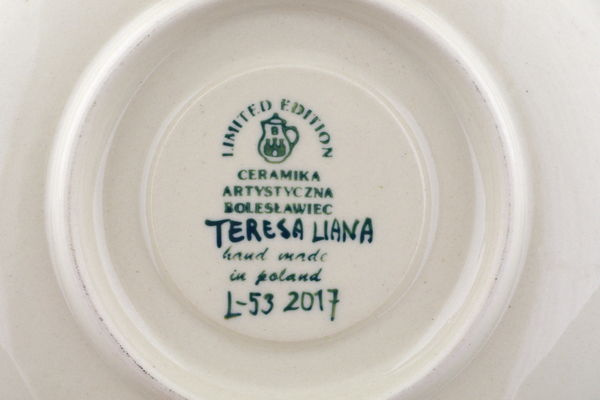 LIMITED EDITION
CERAMIKA
ARTYSTYCZNA
BOLESŁAWIEC
TERESA LIANA
hand made
in poland
L-53 2017